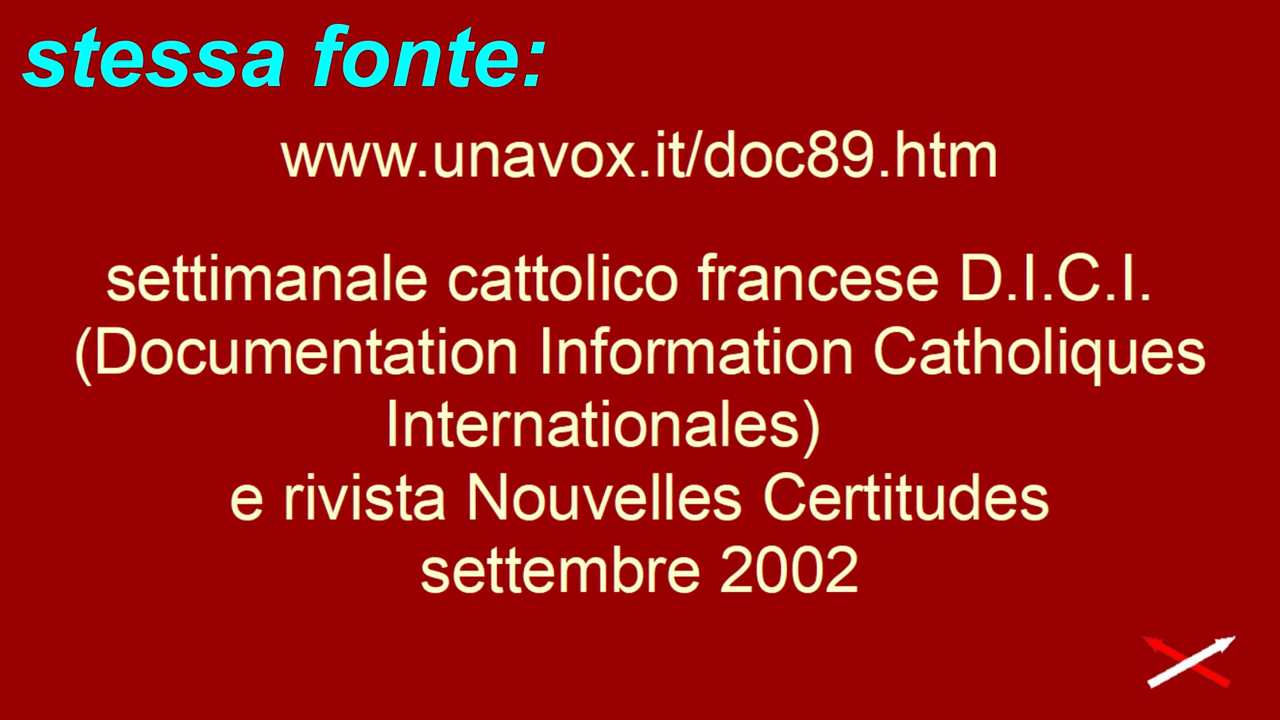 stessa fonte:
www.unavox.it/doc89.htm
settimanale cattolico francese D.I.C.I.
(Documentation Information Catholiques
Internationales)
e rivista Nouvelles Certitudes
settembre 2002